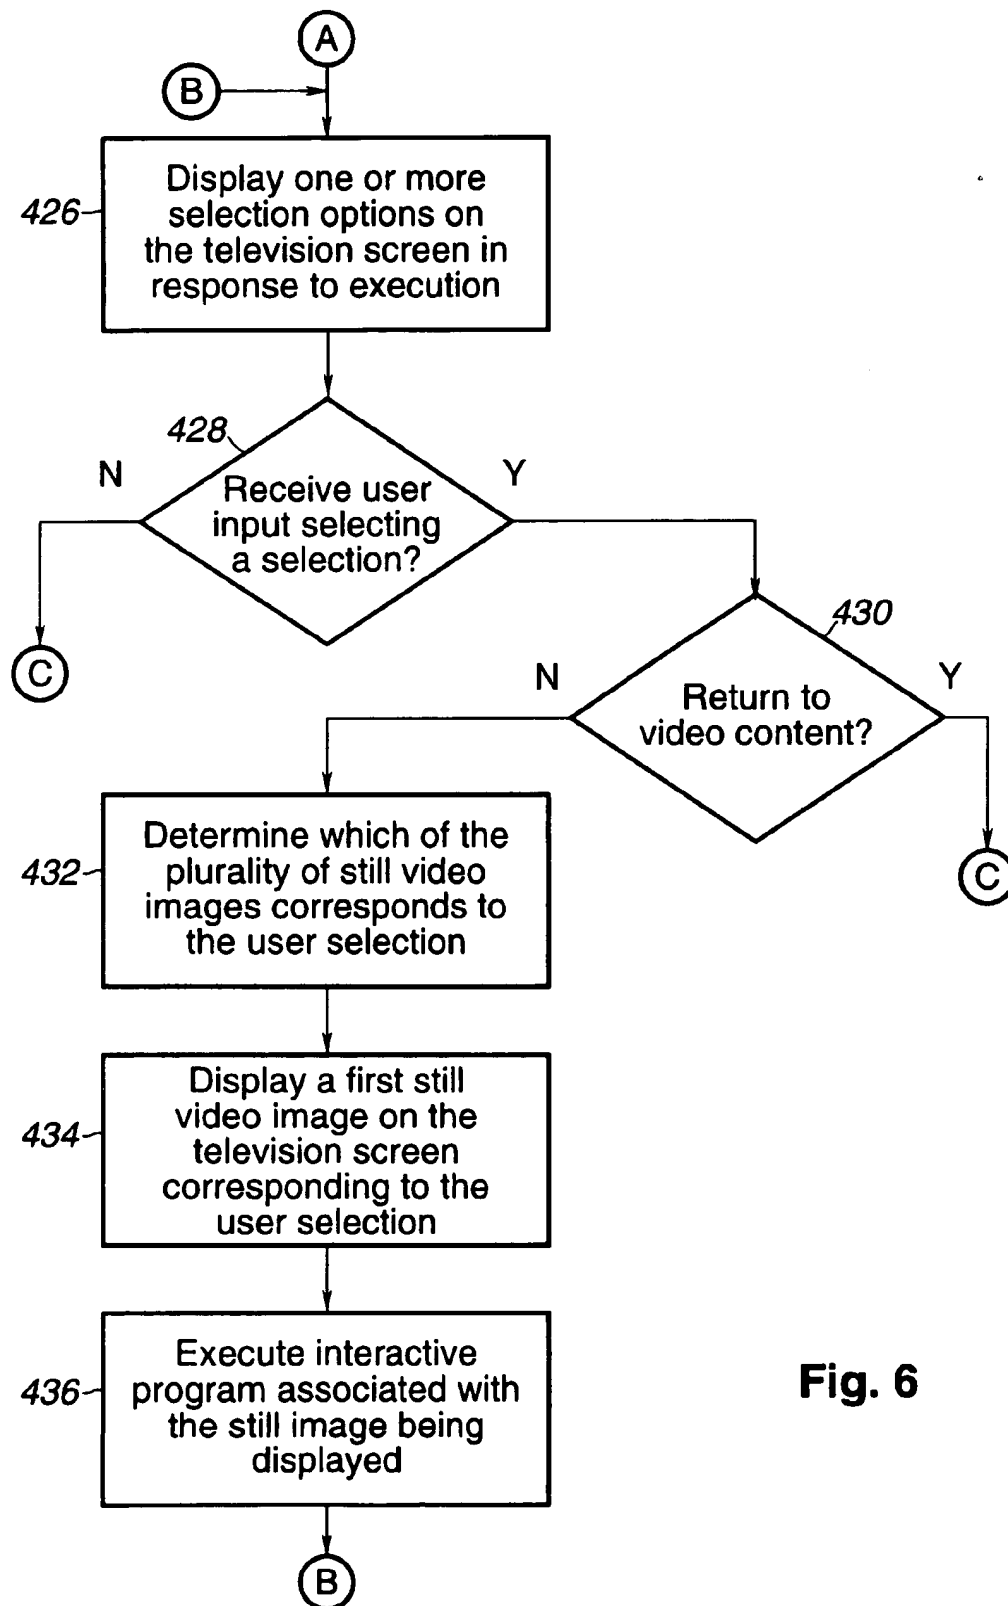 A
B
Display one or more
selection options on
the television screen in
response to execution
426
428
N
Y
Receive user
input selecting
a selection?
C
430
N
Y
Return to
video content?
C
Determine which of the
plurality of still video
images corresponds to
the user selection
432
Display a first still
video image on the
television screen
corresponding to the
user selection
434
Execute interactive
program associated with
the still image being
displayed
436
Fig. 6
B